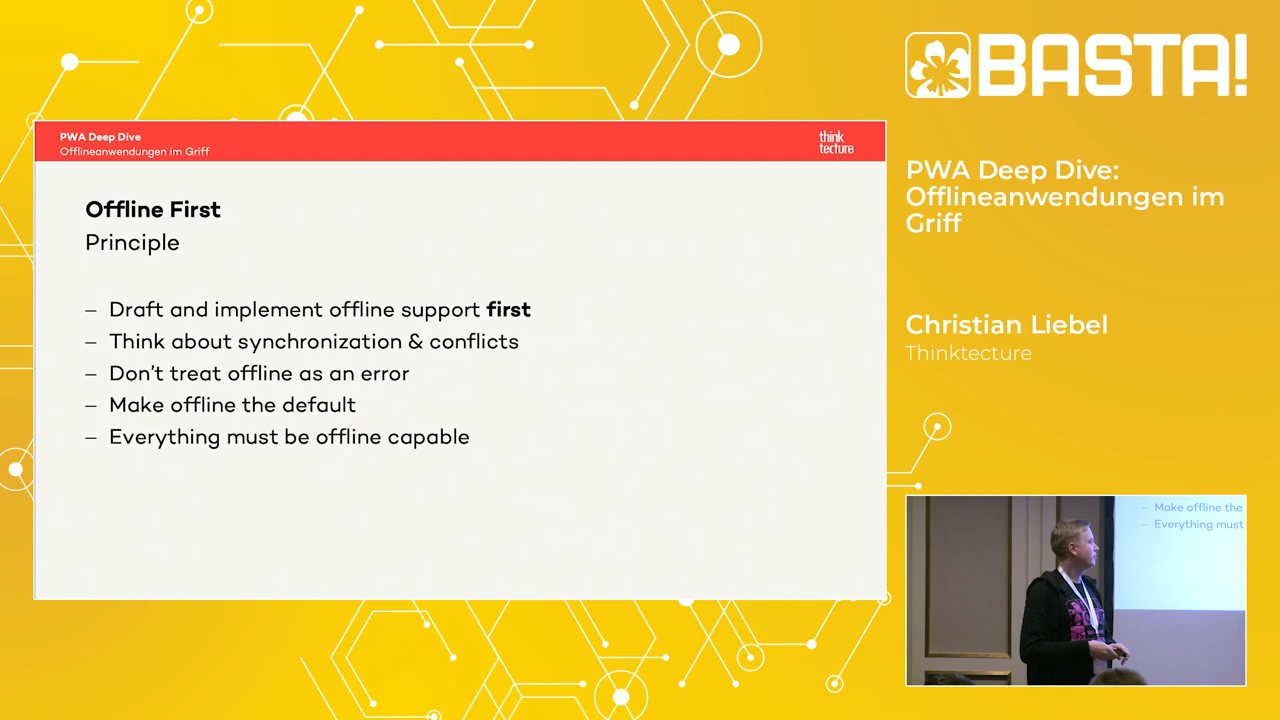 BASTA!
PWA Deep Dive
Offlineanwendungen im Griff
think
tecture
Offline First
Principle
– Draft and implement offline support first
– Think about synchronization & conflicts
– Don't treat offline as an error
– Make offline the default
– Everything must be offline capable
PWA Deep Dive:
Offlineanwendungen im
Griff
Christian Liebel
Thinktecture
– Make offline the
– Everything must